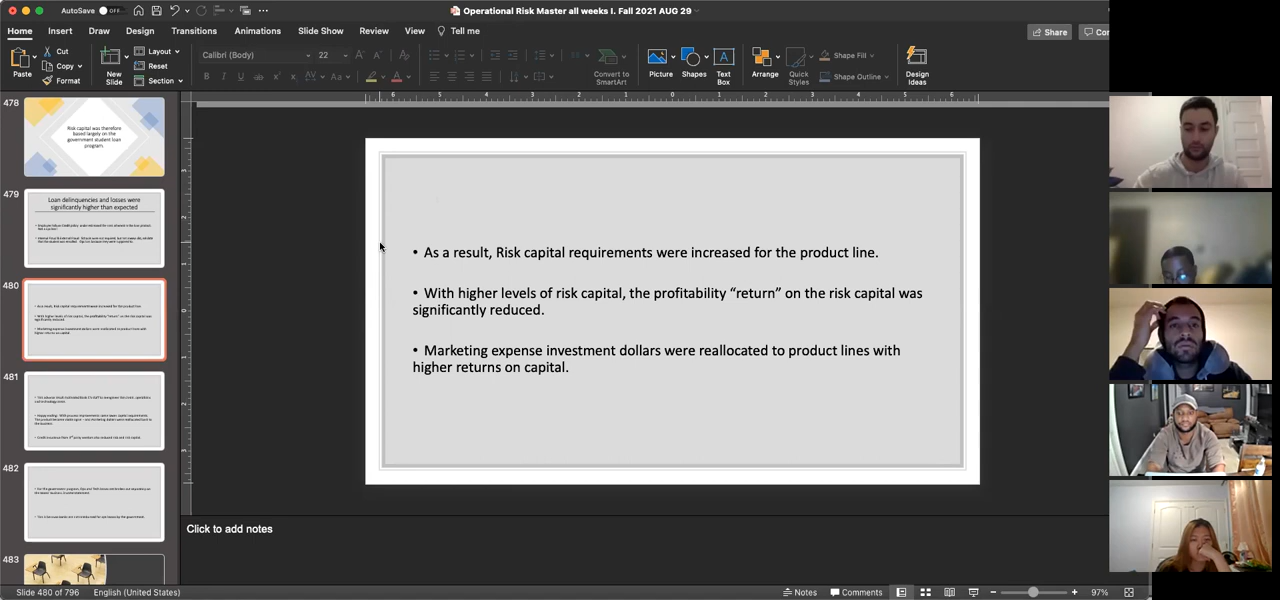 AutoSave OFF
Operational Risk Master all weeks I. Fall 2021 AUG 29
Home Insert Draw Design Transitions Animations Slide Show Review View Tell me
Share
Paste
Cut
Copy
Format
New Slide
Layout
Reset
Section
Calibri (Body) 22
Convert to SmartArt
Picture
Shapes
Text Box
Arrange
Quick Styles
Shape Fill
Shape Outline
Design Ideas
478
Risk capital was therefore
based largely on the
government student loan
program.
479
Loan delinquencies and losses were
significantly higher than expected
480
481
482
483
• As a result, Risk capital requirements were increased for the product line.
• With higher levels of risk capital, the profitability “return” on the risk capital was
significantly reduced.
• Marketing expense investment dollars were reallocated to product lines with
higher returns on capital.
Click to add notes
Slide 480 of 796 English (United States)
Notes Comments
97%